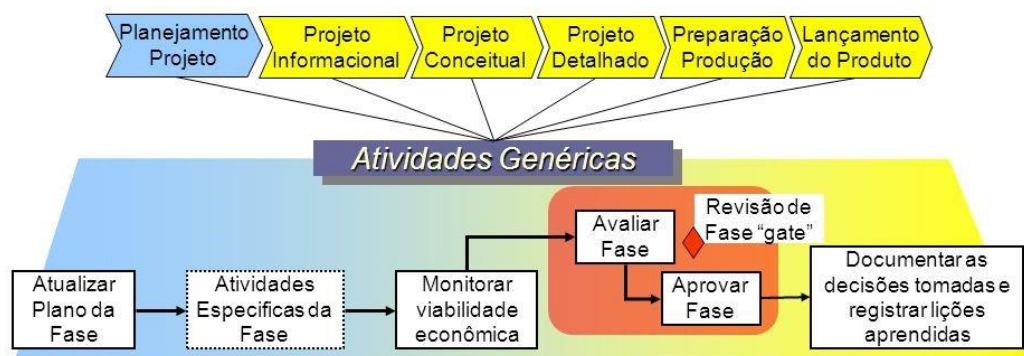 Planejamento
Projeto
Projeto
Informacional
Projeto
Conceitual
Projeto
Detalhado
Preparação
Produção
Lançamento
do Produto
Atividades Genéricas
Atualizar
Plano da
Fase
Atividades
Especificas da
Fase
Monitorar
viabilidade
econômica
Avaliar
Fase
Revisão de
Fase “gate”
Aprovar
Fase
Documentar as
decisões tomadas e
registrar lições
aprendidas